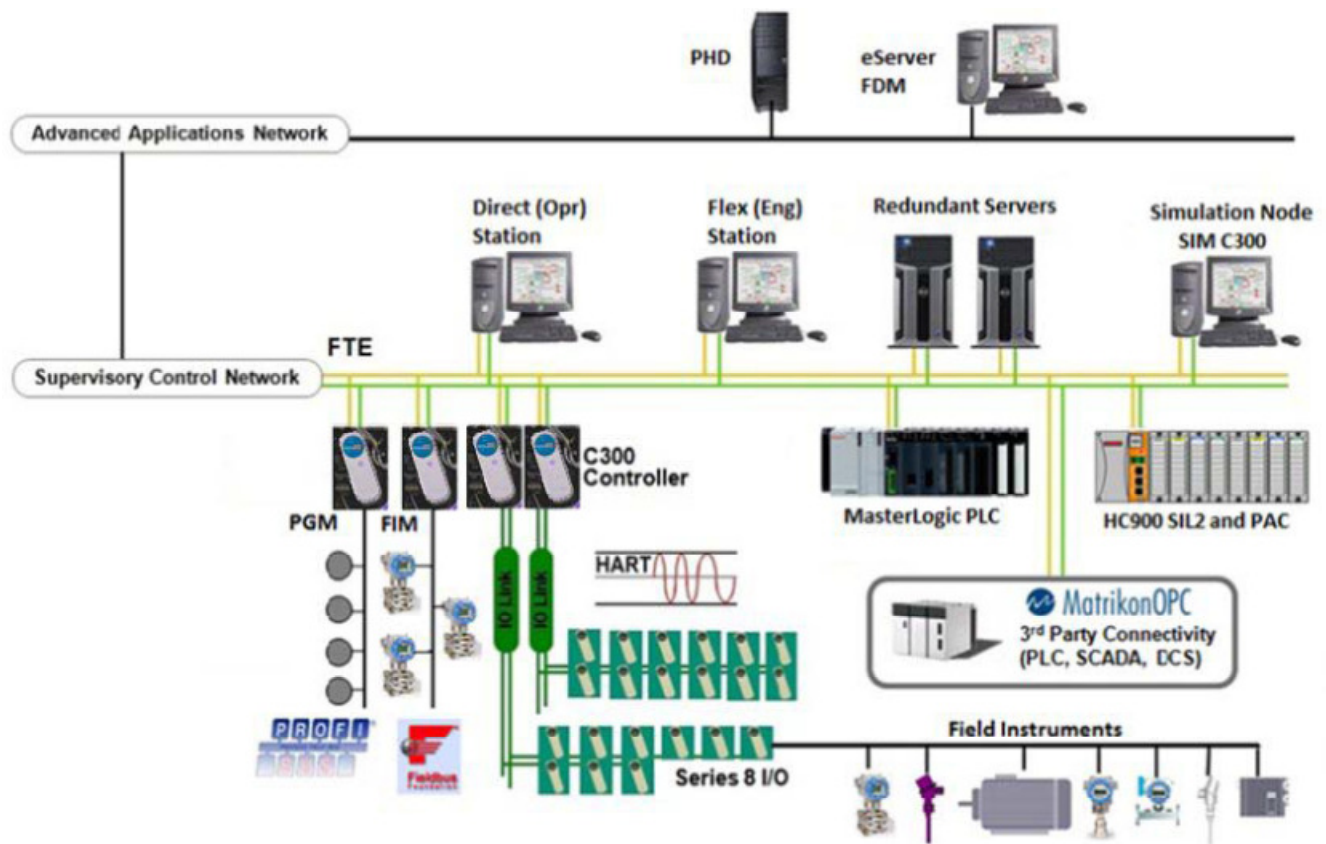 PHD
eServer
FDM
Advanced Applications Network
Direct (Opr)
Station
Flex (Eng)
Station
Redundant Servers
Simulation Node
SIM C300
FTE
Supervisory Control Network
C300
Controller
PGM
FIM
MasterLogic PLC
HC900 SIL2 and PAC
IO Link
IO Link
HART
MatrikonOPC
3rd Party Connectivity
(PLC, SCADA, DCS)
PROFI
BUS
Fieldbus
Foundation
Series 8 I/O
Field Instruments